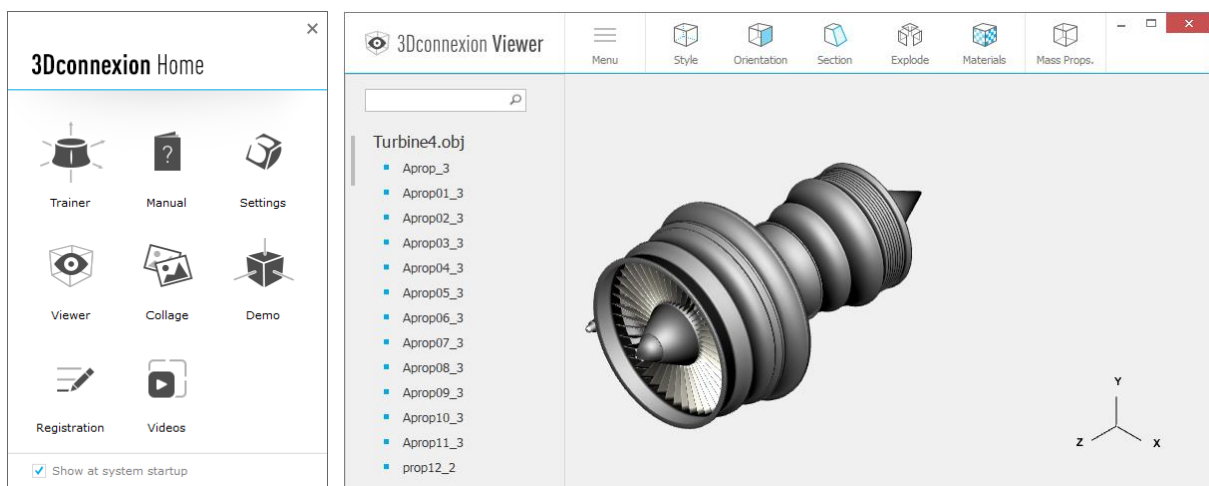 3Dconnexion Home
Trainer Manual Settings
Viewer Collage Demo
Registration Videos
Show at system startup
3Dconnexion Viewer
Menu Style Orientation Section Explode Materials Mass Props.
Turbine4.obj
Aprop_3
Aprop01_3
Aprop02_3
Aprop03_3
Aprop04_3
Aprop05_3
Aprop06_3
Aprop07_3
Aprop08_3
Aprop09_3
Aprop10_3
Aprop11_3
prop12_2
Y
Z X